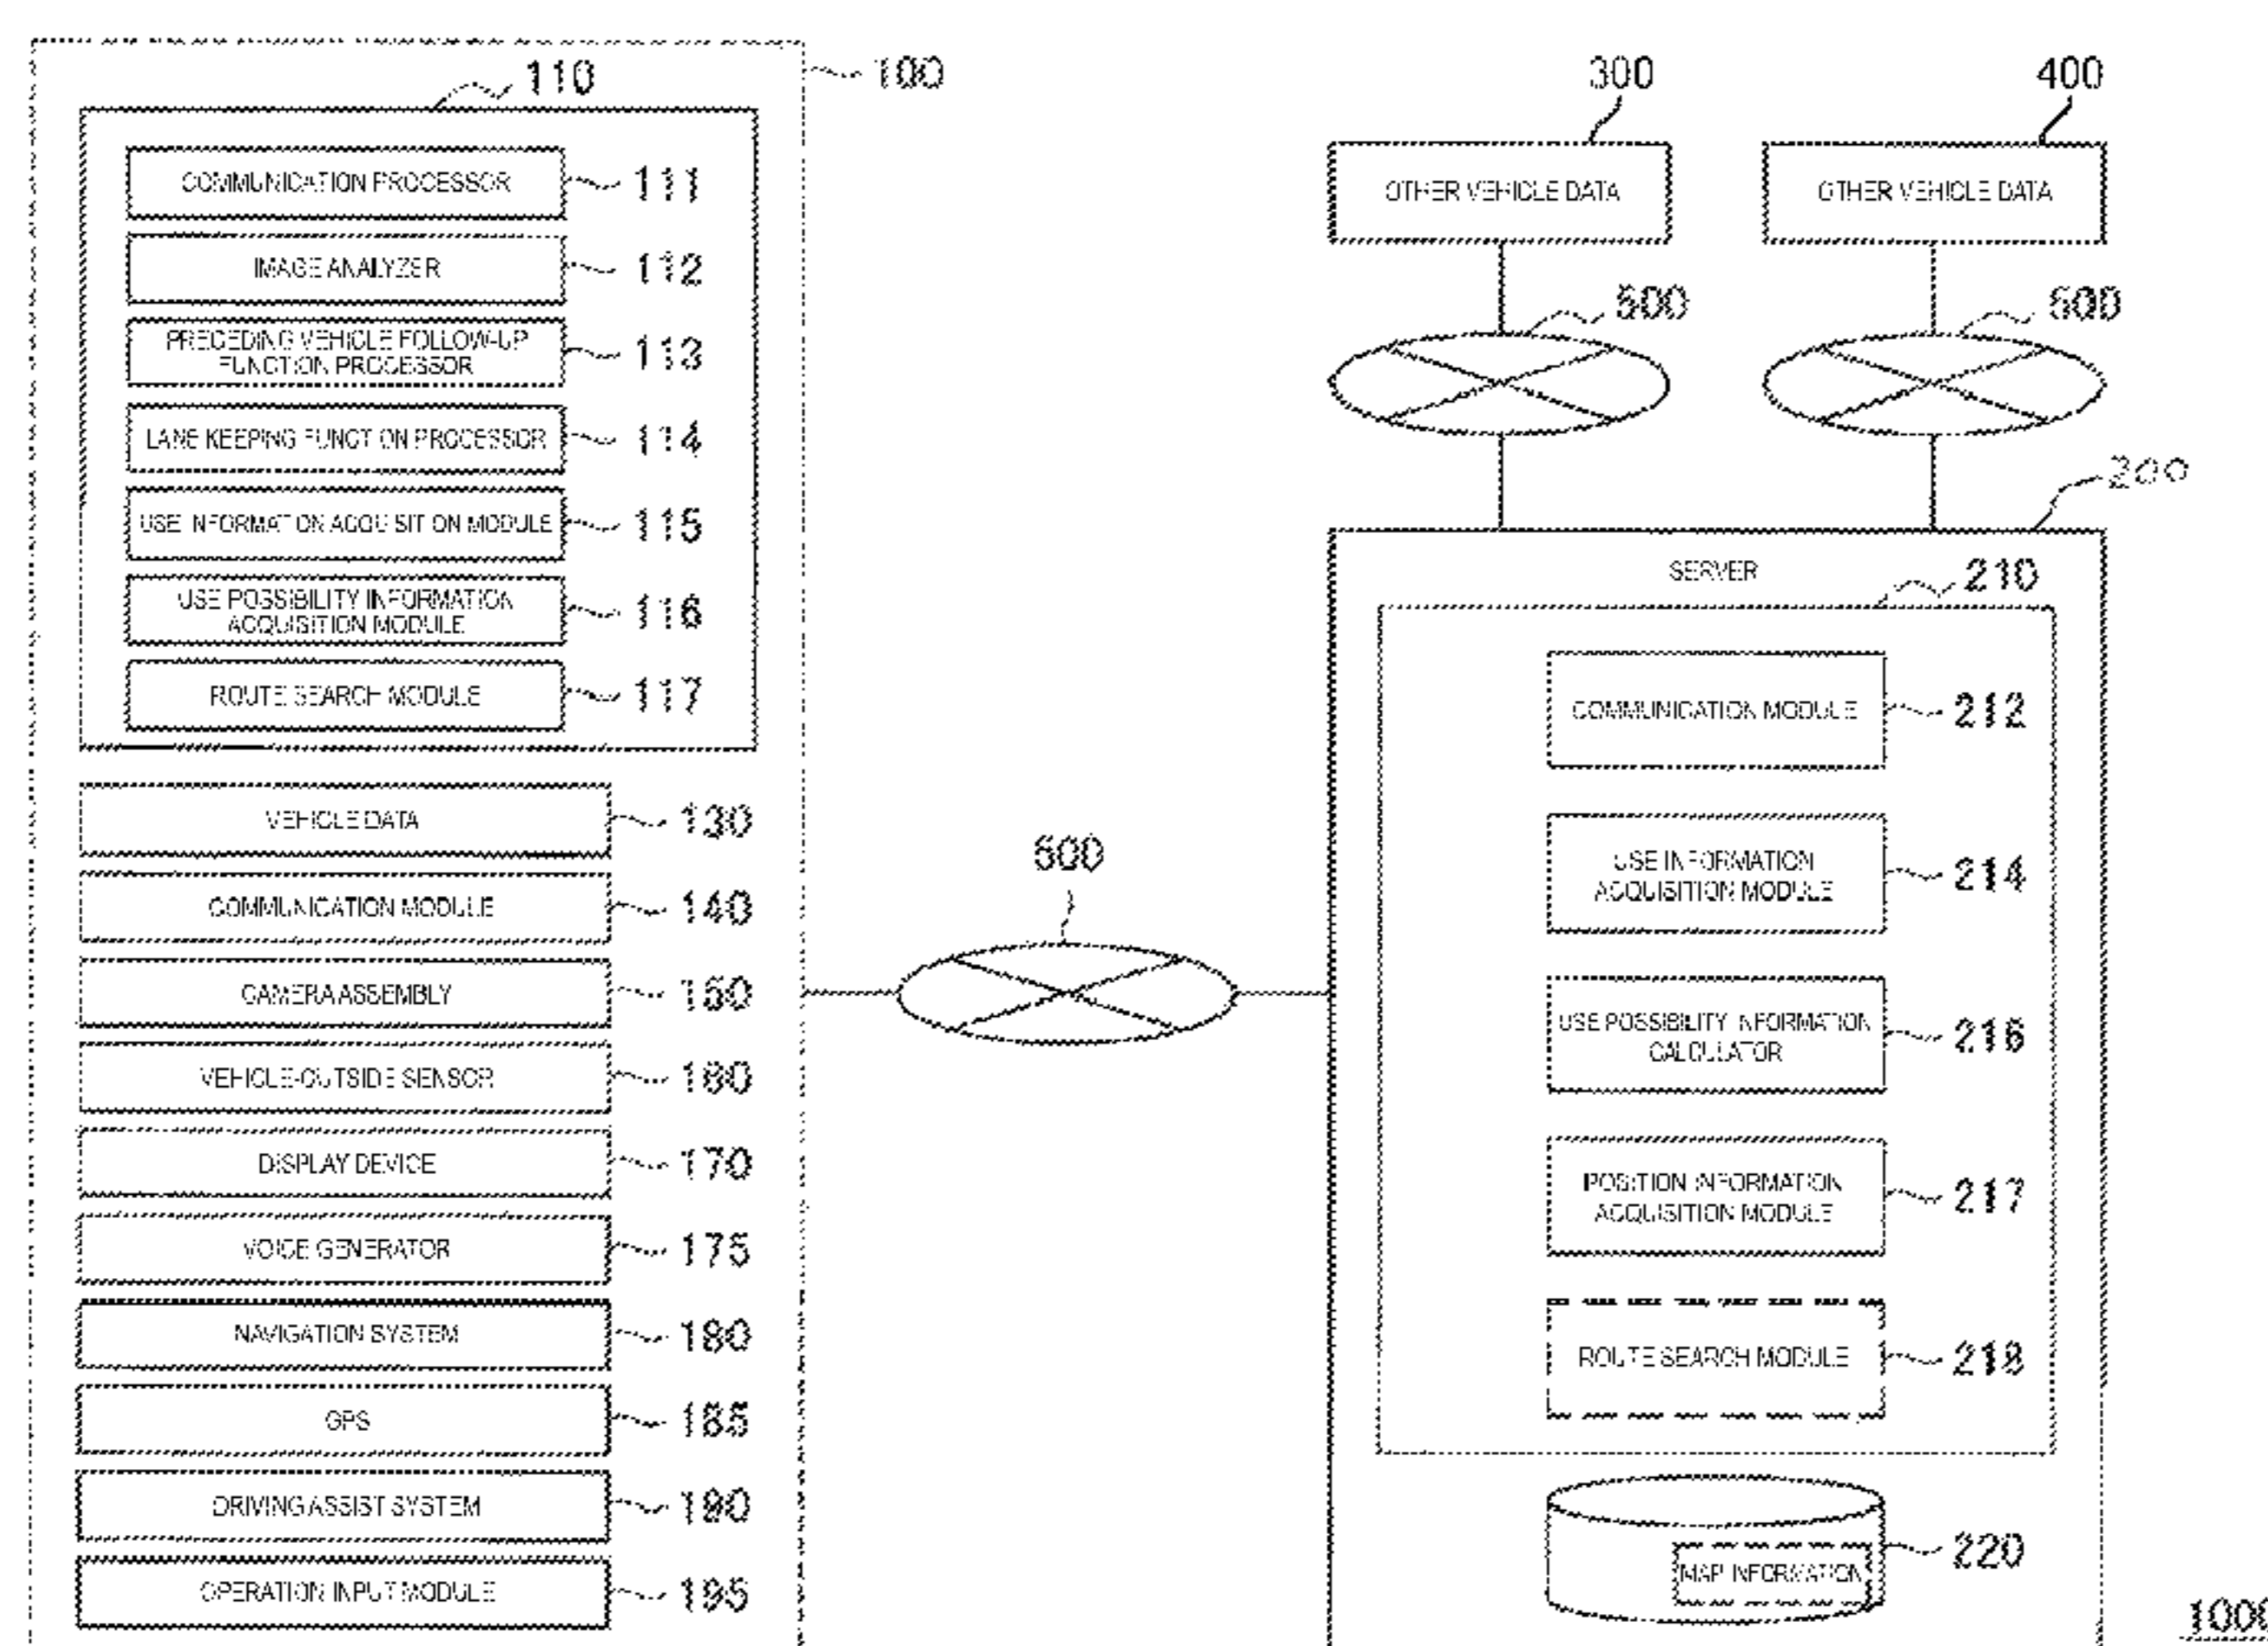 100
110
COMMUNICATION PROCESSOR
111
IMAGE ANALYZER
112
PRECEDING VEHICLE FOLLOW-UP
FUNCTION PROCESSOR
113
LANE KEEPING FUNCTION PROCESSOR
114
USE INFORMATION ACQUISITION MODULE
115
USE POSSIBILITY INFORMATION
ACQUISITION MODULE
116
ROUTE SEARCH MODULE
117
VEHICLE DATA
130
COMMUNICATION MODULE
140
CAMERA ASSEMBLY
150
VEHICLE-OUTSIDE SENSOR
160
DISPLAY DEVICE
170
VOICE GENERATOR
175
NAVIGATION SYSTEM
180
GPS
185
DRIVING ASSIST SYSTEM
190
OPERATION INPUT MODULE
195
500
300
OTHER VEHICLE DATA
500
400
OTHER VEHICLE DATA
500
200
SERVER
210
COMMUNICATION MODULE
212
USE INFORMATION
ACQUISITION MODULE
214
USE POSSIBILITY INFORMATION
CALCULATOR
216
POSITION INFORMATION
ACQUISITION MODULE
217
ROUTE SEARCH MODULE
218
MAP INFORMATION
220
1000